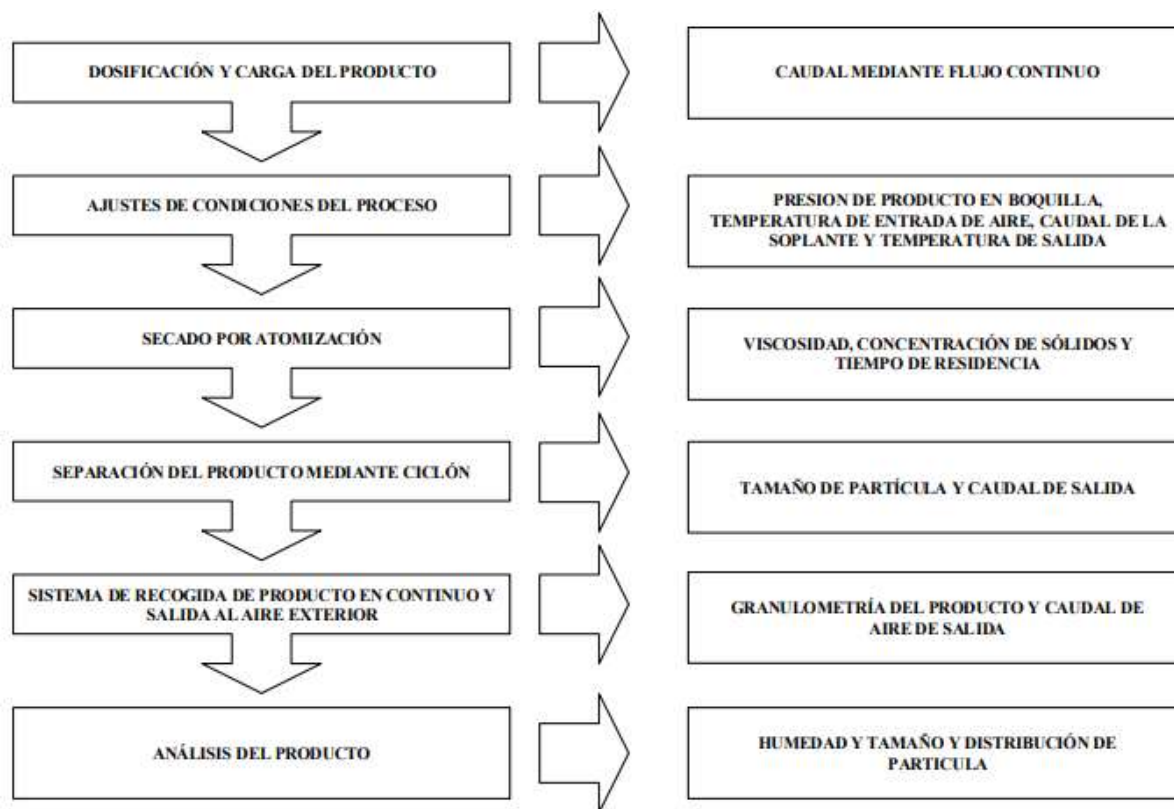 DOSIFICACIÓN Y CARGA DEL PRODUCTO
CAUDAL MEDIANTE FLUJO CONTINUO
AJUSTES DE CONDICIONES DEL PROCESO
PRESION DE PRODUCTO EN BOQUILLA,
TEMPERATURA DE ENTRADA DE AIRE, CAUDAL DE LA
SOPLANTE Y TEMPERATURA DE SALIDA
SECADO POR ATOMIZACIÓN
VISCOSIDAD, CONCENTRACIÓN DE SÓLIDOS Y
TIEMPO DE RESIDENCIA
SEPARACIÓN DEL PRODUCTO MEDIANTE CICLÓN
TAMAÑO DE PARTÍCULA Y CAUDAL DE SALIDA
SISTEMA DE RECOGIDA DE PRODUCTO EN CONTINUO Y
SALIDA AL AIRE EXTERIOR
GRANULOMETRÍA DEL PRODUCTO Y CAUDAL DE
AIRE DE SALIDA
ANÁLISIS DEL PRODUCTO
HUMEDAD Y TAMAÑO Y DISTRIBUCIÓN DE
PARTICULA